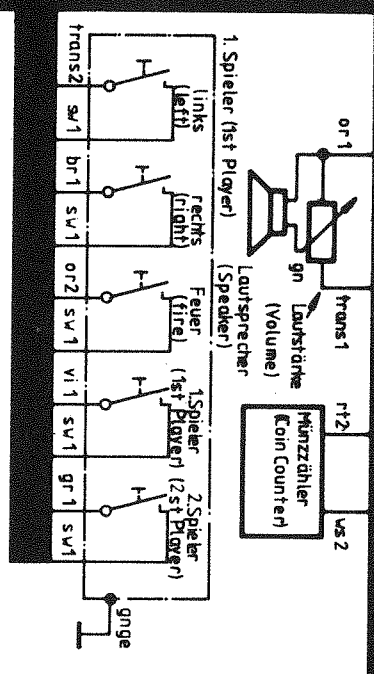 or1
trans1
rt2
ws2
gn
Lautstärke
(Volume)
Lautsprecher
(Speaker)
Münzzähler
(Coin Counter)
1. Spieler (1st Player)
links
(left)
rechts
(right)
Feuer
(fire)
1.Spieler
(1st Player)
2.Spieler
(2st Player)
trans2
sw1
br1
sw1
or2
sw1
vi1
sw1
gr1
sw1
gnge